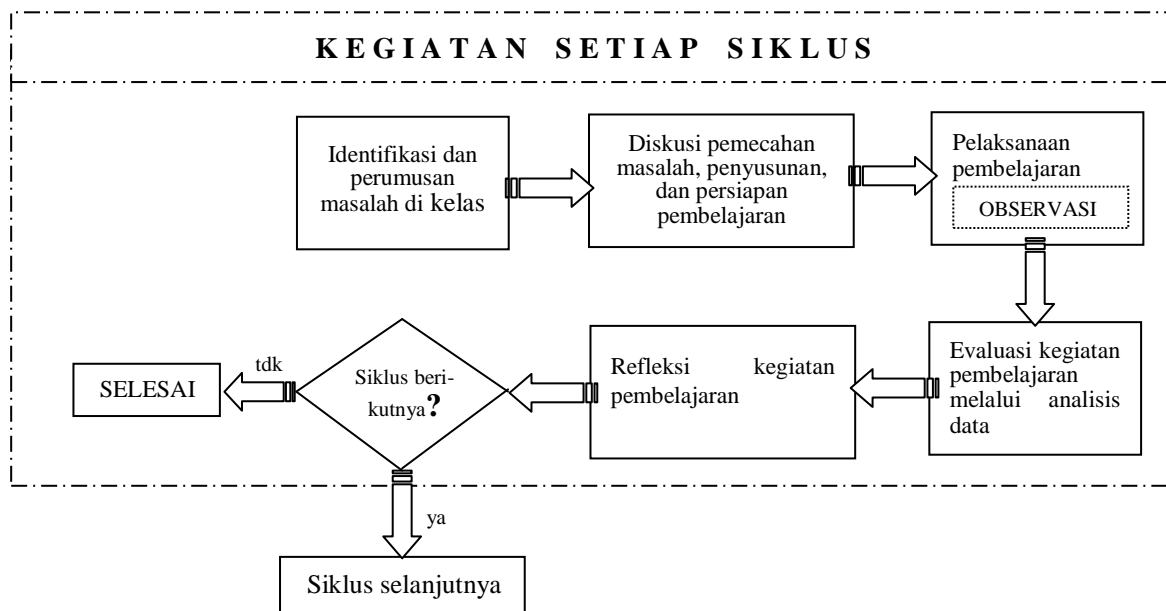 KEGIATAN SETIAP SIKLUS
Identifikasi dan
perumusan
masalah di kelas
Diskusi pemecahan
masalah, penyusunan,
dan persiapan
pembelajaran
Pelaksanaan
pembelajaran
OBSERVASI
Evaluasi kegiatan
pembelajaran
melalui analisis
data
Refleksi kegiatan
pembelajaran
Siklus beri-
kutnya?
tdk
SELESAI
ya
Siklus selanjutnya